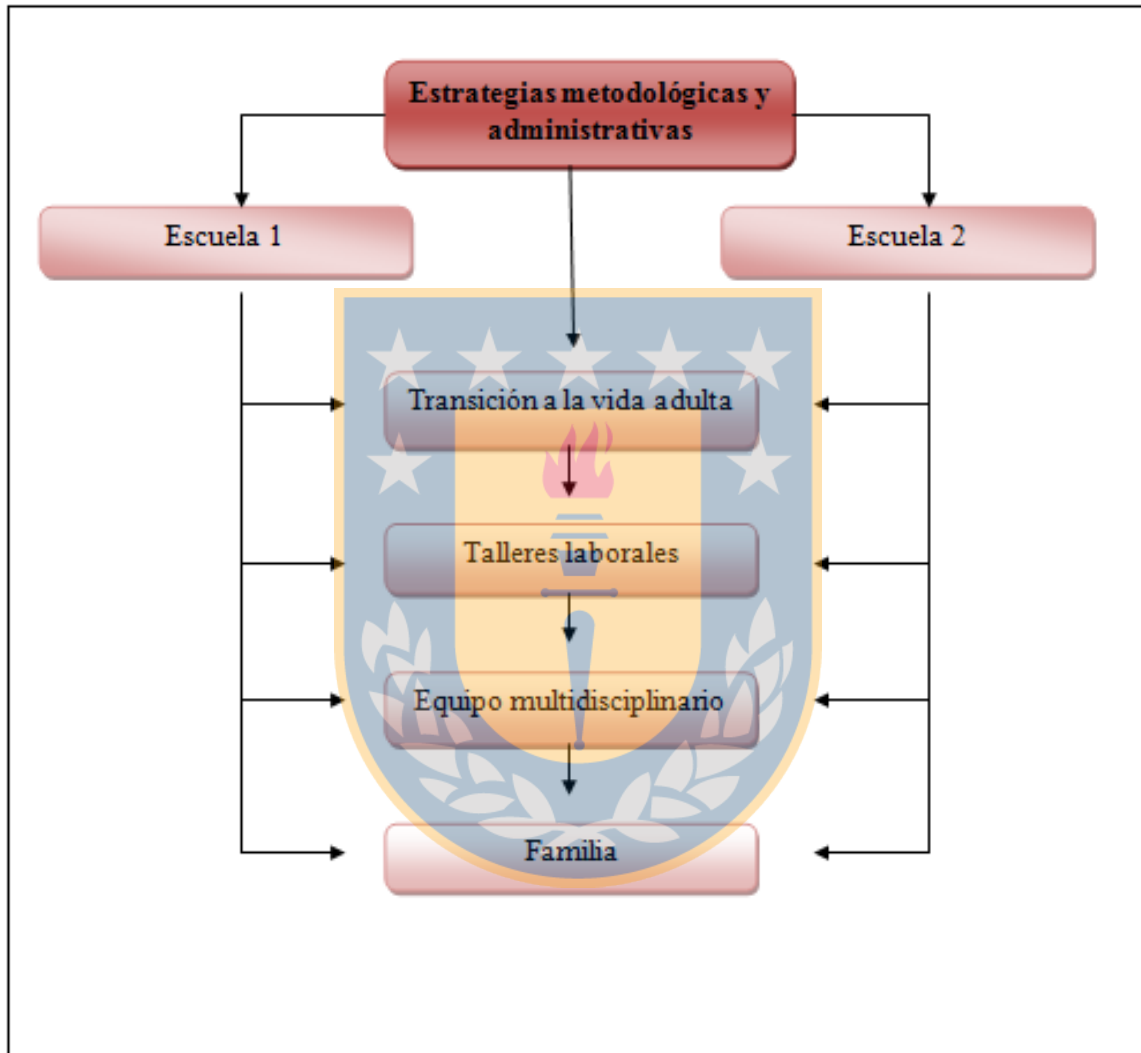 Estrategias metodológicas y
administrativas
Escuela 1
Escuela 2
Transición a la vida adulta
Talleres laborales
Equipo multidisciplinario
Familia